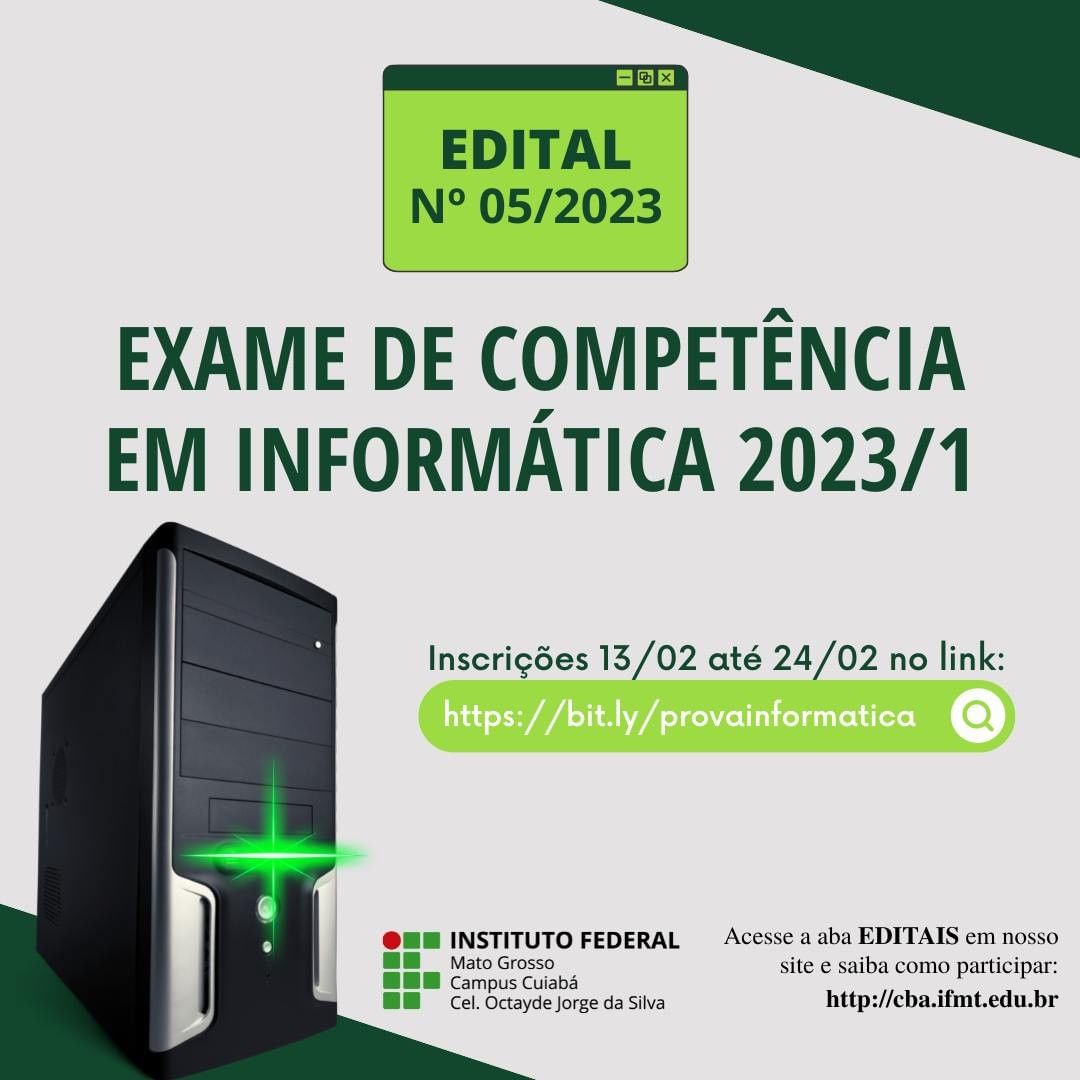 EDITAL
Nº 05/2023
EXAME DE COMPETÊNCIA
EM INFORMÁTICA 2023/1
Inscrições 13/02 até 24/02 no link:
https://bit.ly/provainformatica
INSTITUTO FEDERAL
Mato Grosso
Campus Cuiabá
Cel. Octayde Jorge da Silva
Acesse a aba EDITAIS em nosso
site e saiba como participar:
http://cba.ifmt.edu.br